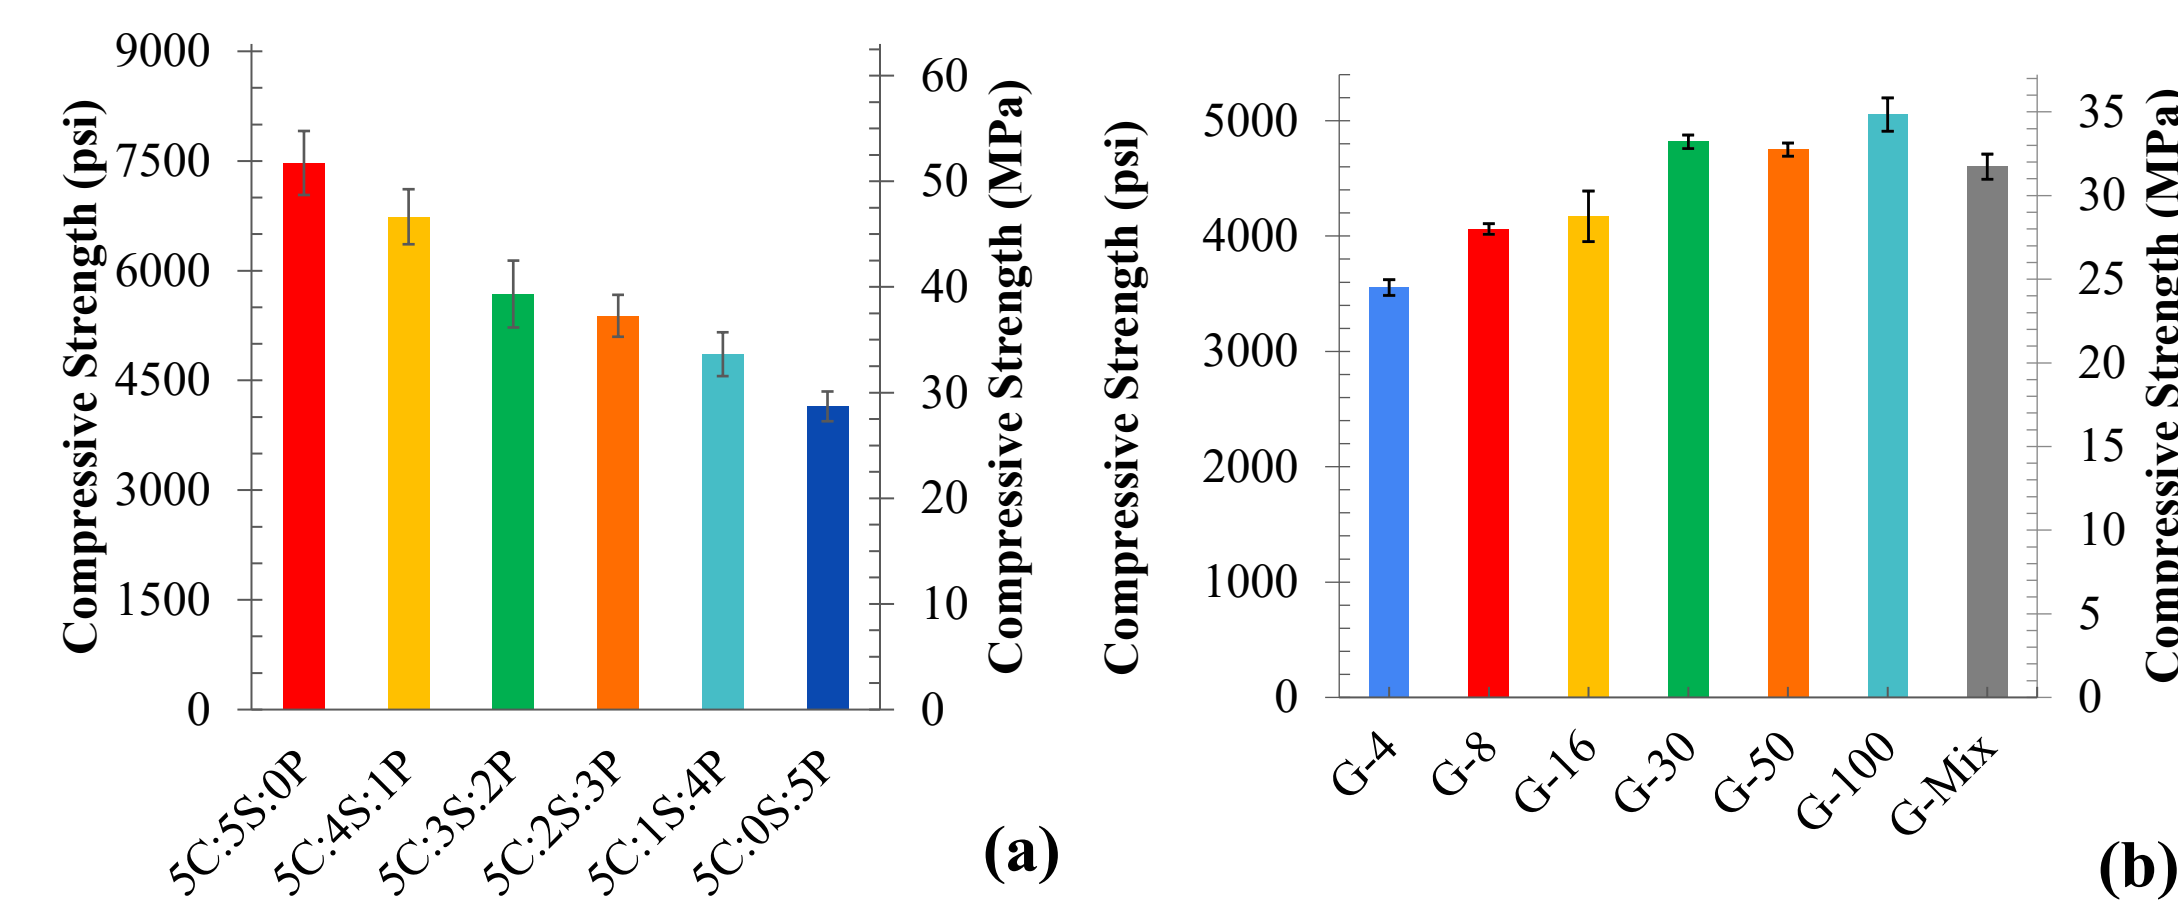 Compressive Strength (psi)
9000
7500
6000
4500
3000
1500
0
60
50
40
30
20
10
0
Compressive Strength (MPa)
5C:5S:0P
5C:4S:1P
5C:3S:2P
5C:2S:3P
5C:1S:4P
5C:0S:5P
(a)
Compressive Strength (psi)
5000
4000
3000
2000
1000
0
35
30
25
20
15
10
5
0
Compressive Strength (MPa)
G-4
G-8
G-16
G-30
G-50
G-100
G-Mix
(b)